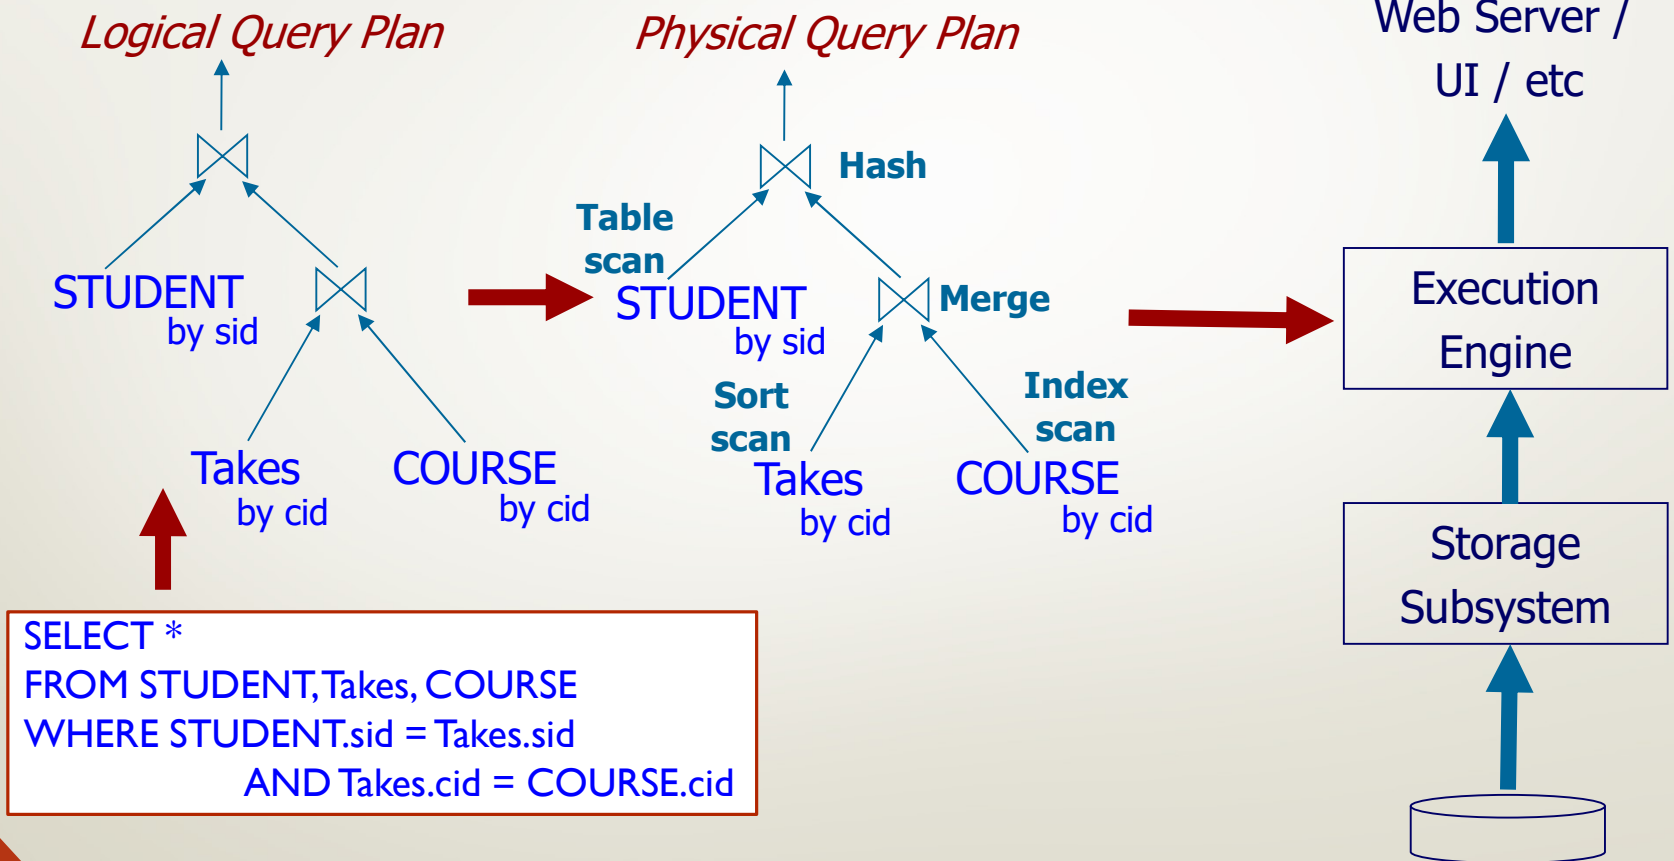 Logical Query Plan
STUDENT
by sid
Takes
by cid
COURSE
by cid
SELECT *
FROM STUDENT, Takes, COURSE
WHERE STUDENT.sid = Takes.sid
AND Takes.cid = COURSE.cid
Physical Query Plan
Hash
Table
scan
STUDENT
by sid
Merge
Sort
scan
Takes
by cid
Index
scan
COURSE
by cid
Web Server /
UI / etc
Execution
Engine
Storage
Subsystem